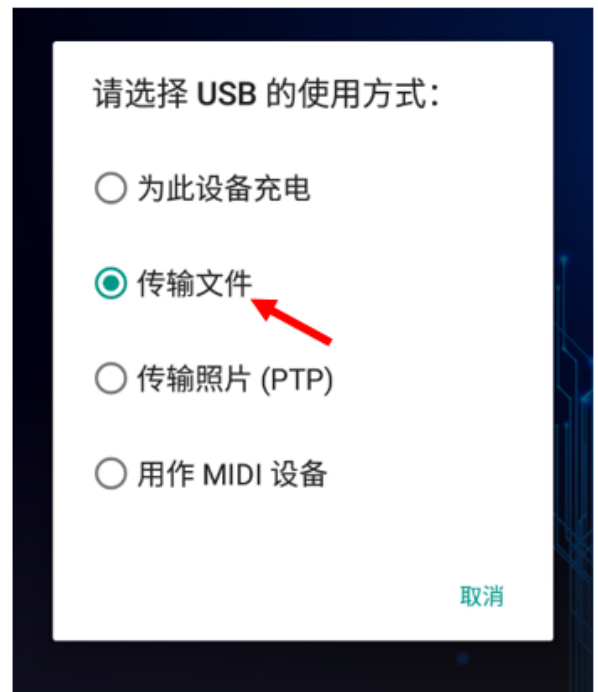 请选择 USB 的使用方式：
为此设备充电
传输文件
传输照片 (PTP)
用作 MIDI 设备
取消